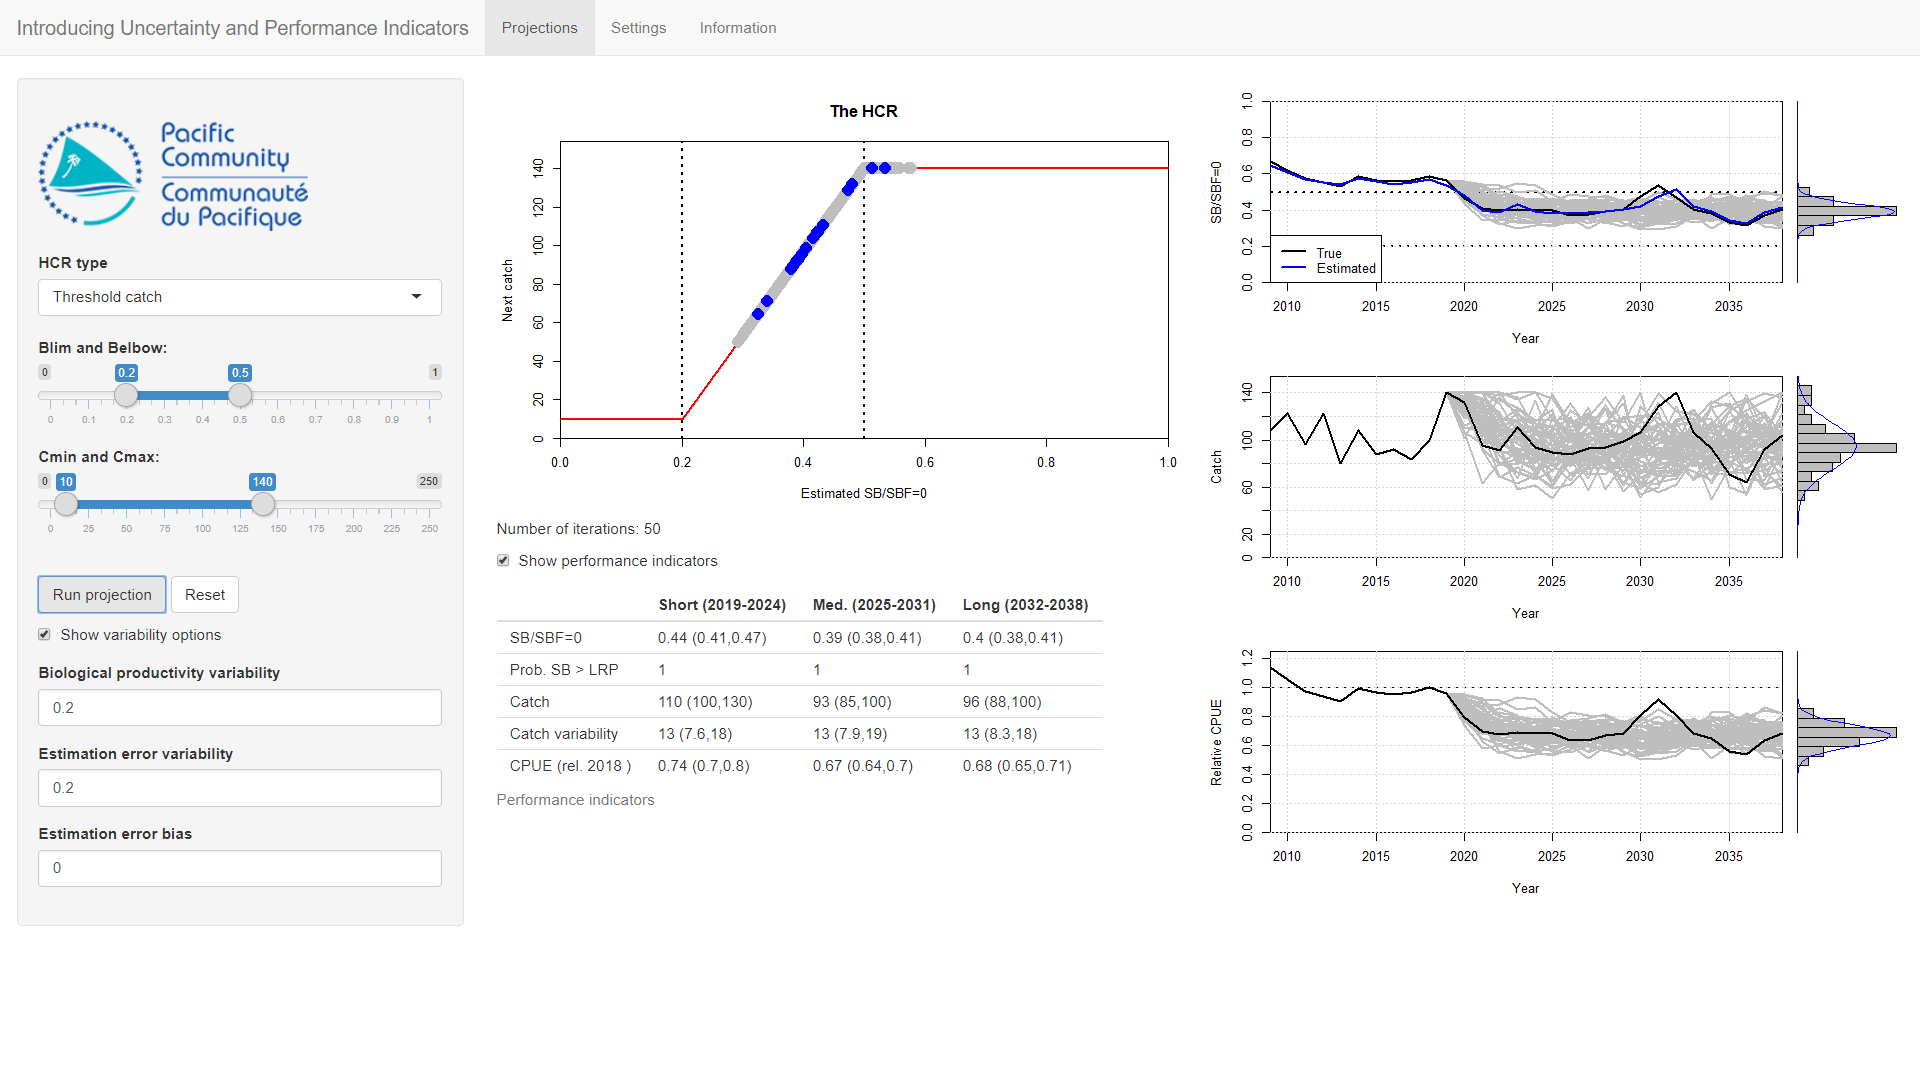 Introducing Uncertainty and Performance Indicators
Projections
Settings
Information
Pacific
Community
Communauté
du Pacifique
HCR type
Threshold catch
Blim and Belbow:
0 0.2 0.5 1
0 0.1 0.2 0.3 0.4 0.5 0.6 0.7 0.8 0.9 1
Cmin and Cmax:
0 10 140 250
0 25 50 75 100 125 150 175 200 225 250
Run projection
Reset
Show variability options
Biological productivity variability
0.2
Estimation error variability
0.2
Estimation error bias
0
The HCR
Next catch
140
120
100
80
60
40
20
0
0.0 0.2 0.4 0.6 0.8 1.0
Estimated SB/SBF=0
Number of iterations: 50
Show performance indicators
Short (2019-2024) Med. (2025-2031) Long (2032-2038)
SB/SBF=0 0.44 (0.41,0.47) 0.39 (0.38,0.41) 0.4 (0.38,0.41)
Prob. SB > LRP 1 1 1
Catch 110 (100,130) 93 (85,100) 96 (88,100)
Catch variability 13 (7.6,18) 13 (7.9,19) 13 (8.3,18)
CPUE (rel. 2018 ) 0.74 (0.7,0.8) 0.67 (0.64,0.7) 0.68 (0.65,0.71)
Performance indicators
SB/SBF=0
1.0
0.8
0.6
0.4
0.2
0.0
True
Estimated
2010 2015 2020 2025 2030 2035
Year
Catch
140
100
60
20
0
2010 2015 2020 2025 2030 2035
Year
Relative CPUE
1.2
1.0
0.8
0.6
0.4
0.2
0.0
2010 2015 2020 2025 2030 2035
Year